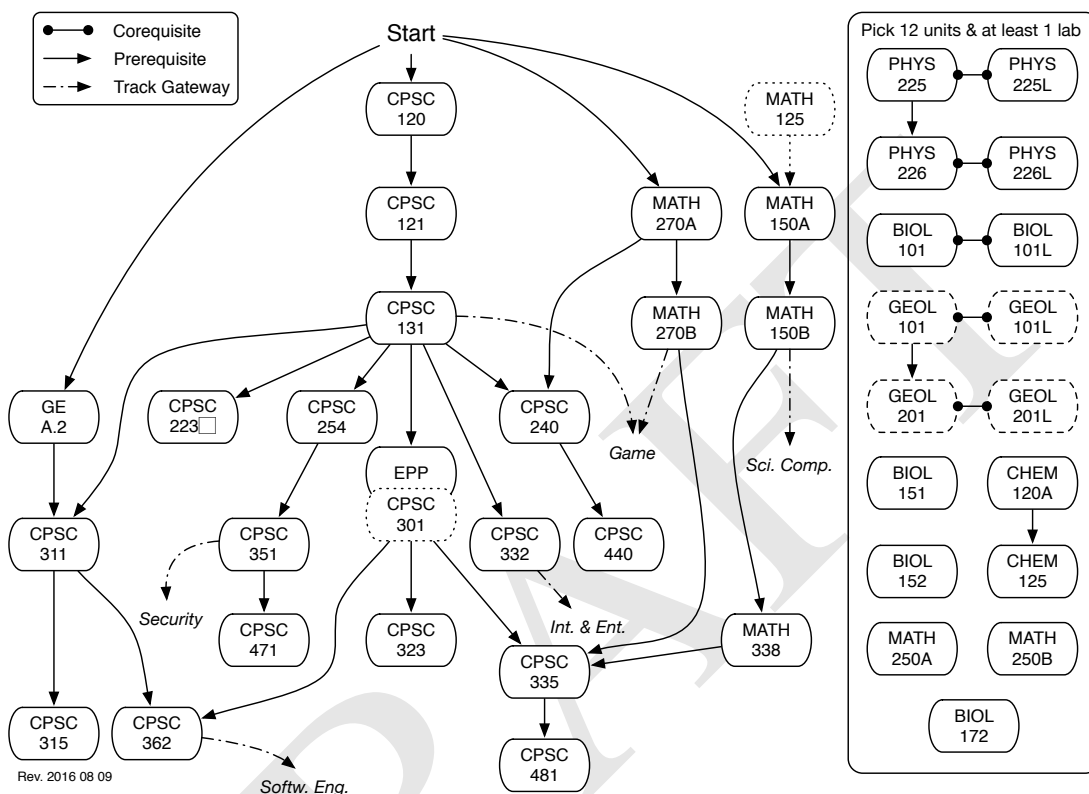 Corequisite
Prerequisite
Track Gateway
Start
CPSC
120
MATH
125
CPSC
121
MATH
270A
MATH
150A
CPSC
131
MATH
270B
MATH
150B
GE
A.2
CPSC
223
CPSC
254
CPSC
240
Game
Sci. Comp.
EPP
CPSC
301
CPSC
311
CPSC
351
CPSC
332
CPSC
440
Security
Int. & Ent.
CPSC
471
CPSC
323
CPSC
335
MATH
338
CPSC
315
CPSC
362
CPSC
481
Rev. 2016 08 09
Softw. Eng.
Pick 12 units & at least 1 lab
PHYS
225
PHYS
225L
PHYS
226
PHYS
226L
BIOL
101
BIOL
101L
GEOL
101
GEOL
101L
GEOL
201
GEOL
201L
BIOL
151
CHEM
120A
BIOL
152
CHEM
125
MATH
250A
MATH
250B
BIOL
172
DRAFT